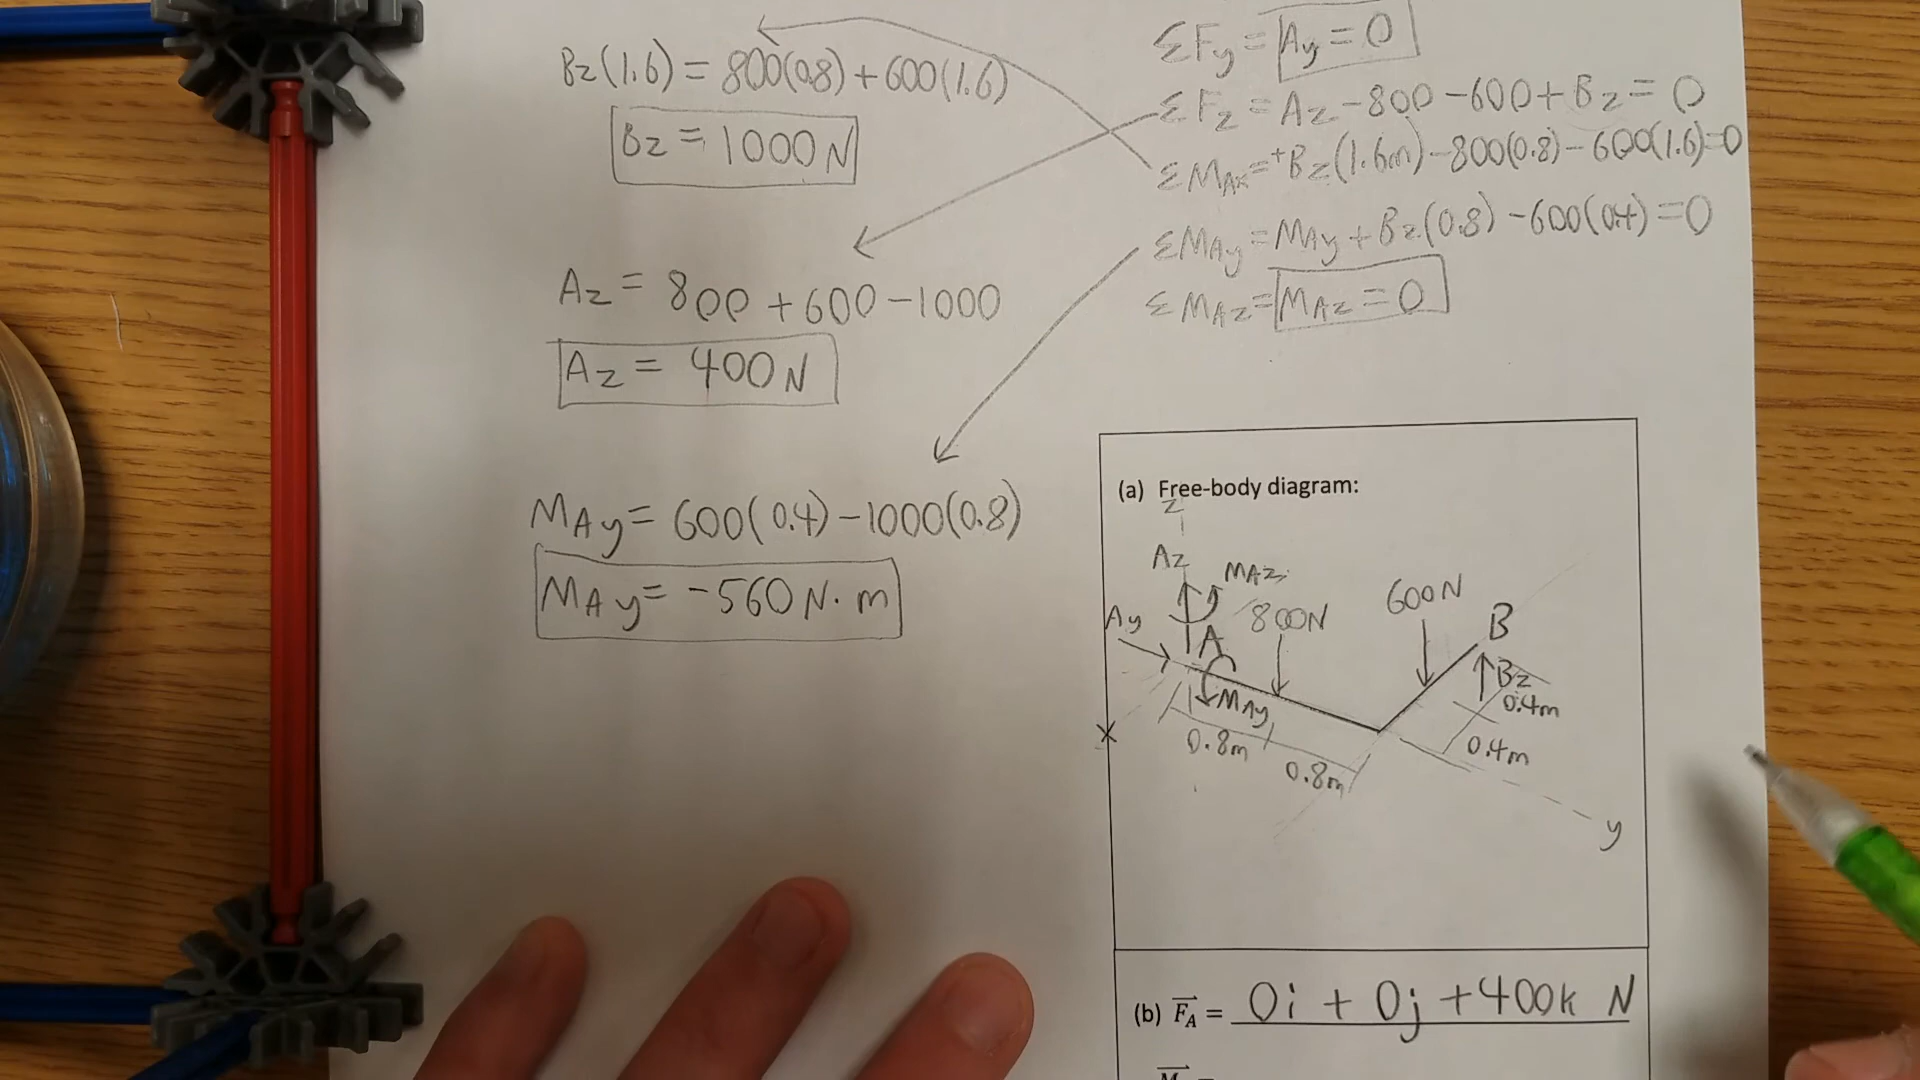 Bz(1.6) = 800(0.8) + 600(1.6)
Bz = 1000 N
Az = 800 + 600 - 1000
Az = 400 N
MAy = 600(0.4) - 1000(0.8)
MAy = -560 N·m
ΣFy = Ay = 0
ΣFz = Az - 800 - 600 + Bz = 0
ΣMAx = +Bz(1.6m) - 800(0.8) - 600(1.6) = 0
ΣMAy = MAy + Bz(0.8) - 600(0.4) = 0
ΣMAz = MAz = 0
(a) Free-body diagram:
z
Az
MAz
Ay
A
800N
600N
B
Bz
MAy
0.4m
x
0.8m
0.8m
0.4m
y
(b) FA = 0i + 0j + 400k N